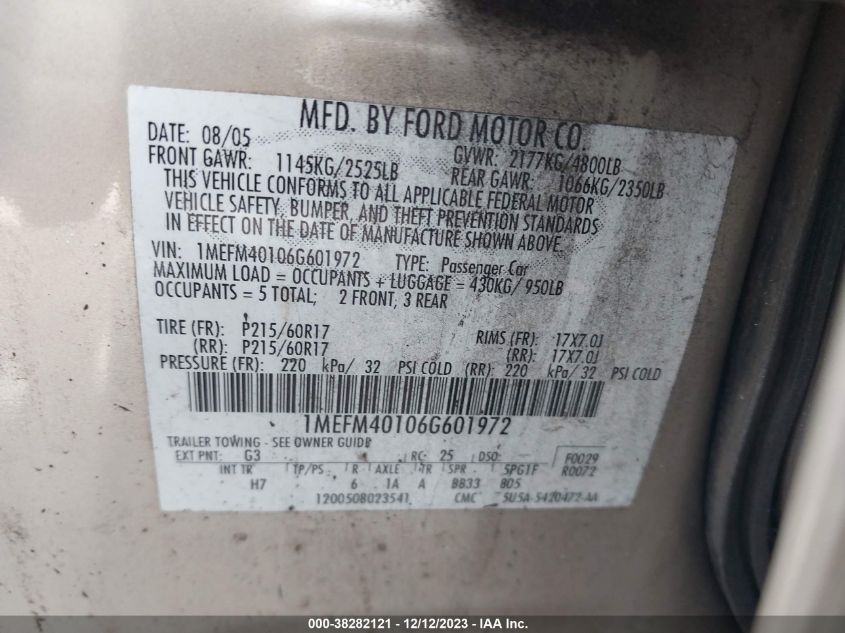 MFD. BY FORD MOTOR CO.
DATE: 08/05 GVWR: 2177KG/4800LB
FRONT GAWR: 1145KG/2525LB REAR GAWR: 1066KG/2350LB
THIS VEHICLE CONFORMS TO ALL APPLICABLE FEDERAL MOTOR
VEHICLE SAFETY, BUMPER, AND THEFT PREVENTION STANDARDS
IN EFFECT ON THE DATE OF MANUFACTURE SHOWN ABOVE.
VIN: 1MEFM40106G601972 TYPE: Passenger Car
MAXIMUM LOAD = OCCUPANTS + LUGGAGE = 430KG/ 950LB
OCCUPANTS = 5 TOTAL; 2 FRONT, 3 REAR
TIRE (FR): P215/60R17 RIMS (FR): 17X7.0J
(RR): P215/60R17 (RR): 17X7.0J
PRESSURE (FR): 220 kPa/ 32 PSI COLD (RR): 220 kPa/ 32 PSI COLD
1MEFM40106G601972
TRAILER TOWING - SEE OWNER GUIDE
EXT PNT: G3 RC: 25 DSO: F0029
R0072
INT TR TP/PS R AXLE TR SPR 5PG1F
H7 6 1A A BB33 805
1200508023541 CMC 5U5A-5420472-AA
000-38282121 - 12/12/2023 - IAA Inc.